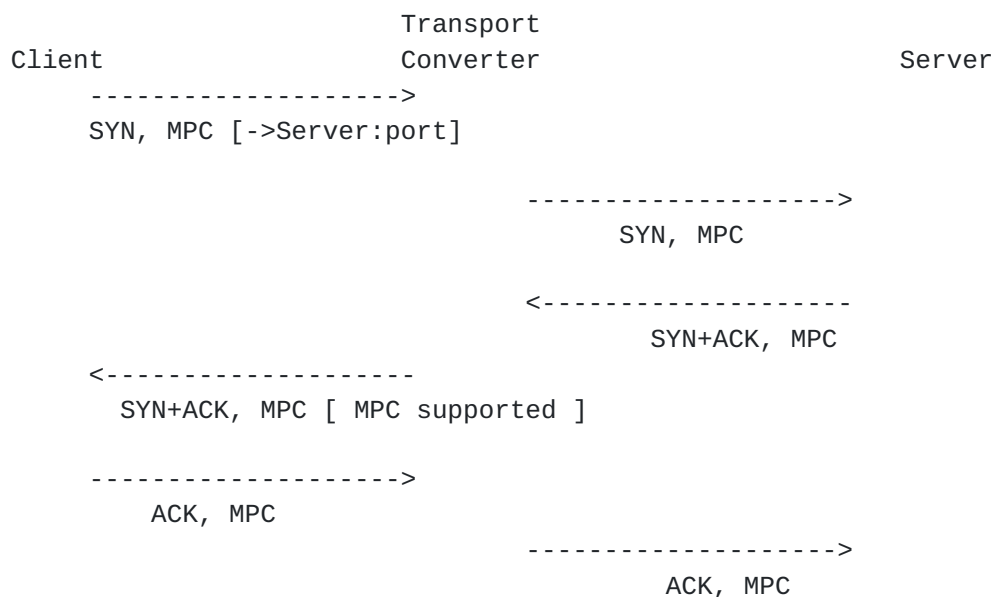 Transport
Client Converter Server
-------------------->
SYN, MPC [->Server:port]
-------------------->
SYN, MPC
<--------------------
SYN+ACK, MPC
<--------------------
SYN+ACK, MPC [ MPC supported ]
-------------------->
ACK, MPC
-------------------->
ACK, MPC